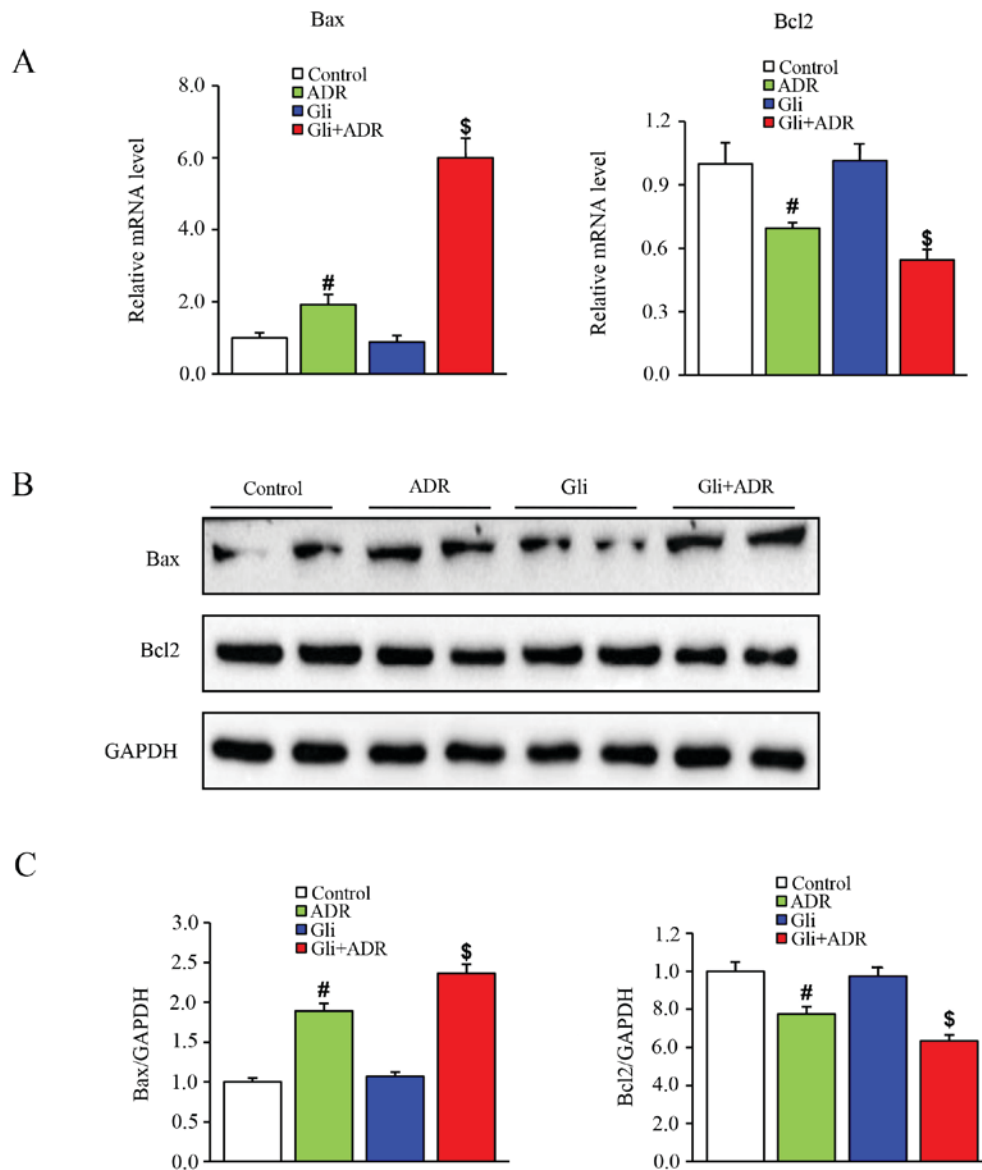 Bax
Bcl2
A
Control
ADR
Gli
Gli+ADR
Relative mRNA level
8.0
6.0
4.0
2.0
0.0
#
$
Control
ADR
Gli
Gli+ADR
Relative mRNA level
1.2
0.9
0.6
0.3
0.0
#
$
B
Control ADR Gli Gli+ADR
Bax
Bcl2
GAPDH
C
Control
ADR
Gli
Gli+ADR
Bax/GAPDH
3.0
2.5
2.0
1.5
1.0
0.5
0.0
#
$
Control
ADR
Gli
Gli+ADR
Bcl2/GAPDH
1.2
1.0
8.0
6.0
4.0
2.0
0.0
#
$